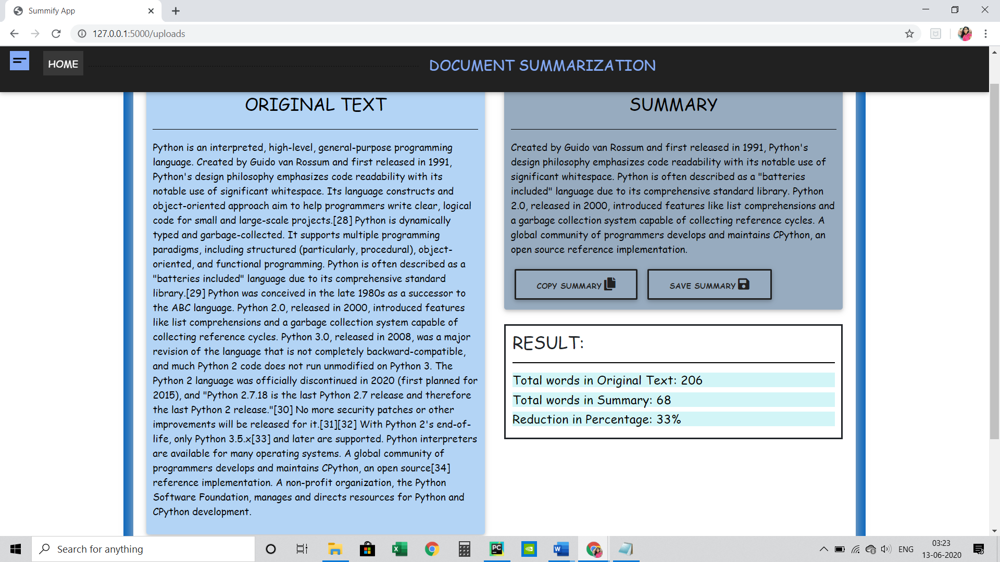 Summify App
127.0.0.1:5000/uploads
HOME
DOCUMENT SUMMARIZATION
ORIGINAL TEXT
Python is an interpreted, high-level, general-purpose programming
language. Created by Guido van Rossum and first released in 1991,
Python's design philosophy emphasizes code readability with its
notable use of significant whitespace. Its language constructs and
object-oriented approach aim to help programmers write clear, logical
code for small and large-scale projects.[28] Python is dynamically
typed and garbage-collected. It supports multiple programming
paradigms, including structured (particularly, procedural), object-
oriented, and functional programming. Python is often described as a
"batteries included" language due to its comprehensive standard
library.[29] Python was conceived in the late 1980s as a successor to
the ABC language. Python 2.0, released in 2000, introduced features
like list comprehensions and a garbage collection system capable of
collecting reference cycles. Python 3.0, released in 2008, was a major
revision of the language that is not completely backward-compatible,
and much Python 2 code does not run unmodified on Python 3. The
Python 2 language was officially discontinued in 2020 (first planned for
2015), and "Python 2.7.18 is the last Python 2.7 release and therefore
the last Python 2 release."[30] No more security patches or other
improvements will be released for it.[31][32] With Python 2's end-of-
life, only Python 3.5.x[33] and later are supported. Python interpreters
are available for many operating systems. A global community of
programmers develops and maintains CPython, an open source[34]
reference implementation. A non-profit organization, the Python
Software Foundation, manages and directs resources for Python and
CPython development.
SUMMARY
Created by Guido van Rossum and first released in 1991, Python's
design philosophy emphasizes code readability with its notable use of
significant whitespace. Python is often described as a "batteries
included" language due to its comprehensive standard library. Python
2.0, released in 2000, introduced features like list comprehensions and
a garbage collection system capable of collecting reference cycles. A
global community of programmers develops and maintains CPython, an
open source reference implementation.
COPY SUMMARY
SAVE SUMMARY
RESULT:
Total words in Original Text: 206
Total words in Summary: 68
Reduction in Percentage: 33%
Search for anything
PC
W
ENG
03:23
13-06-2020